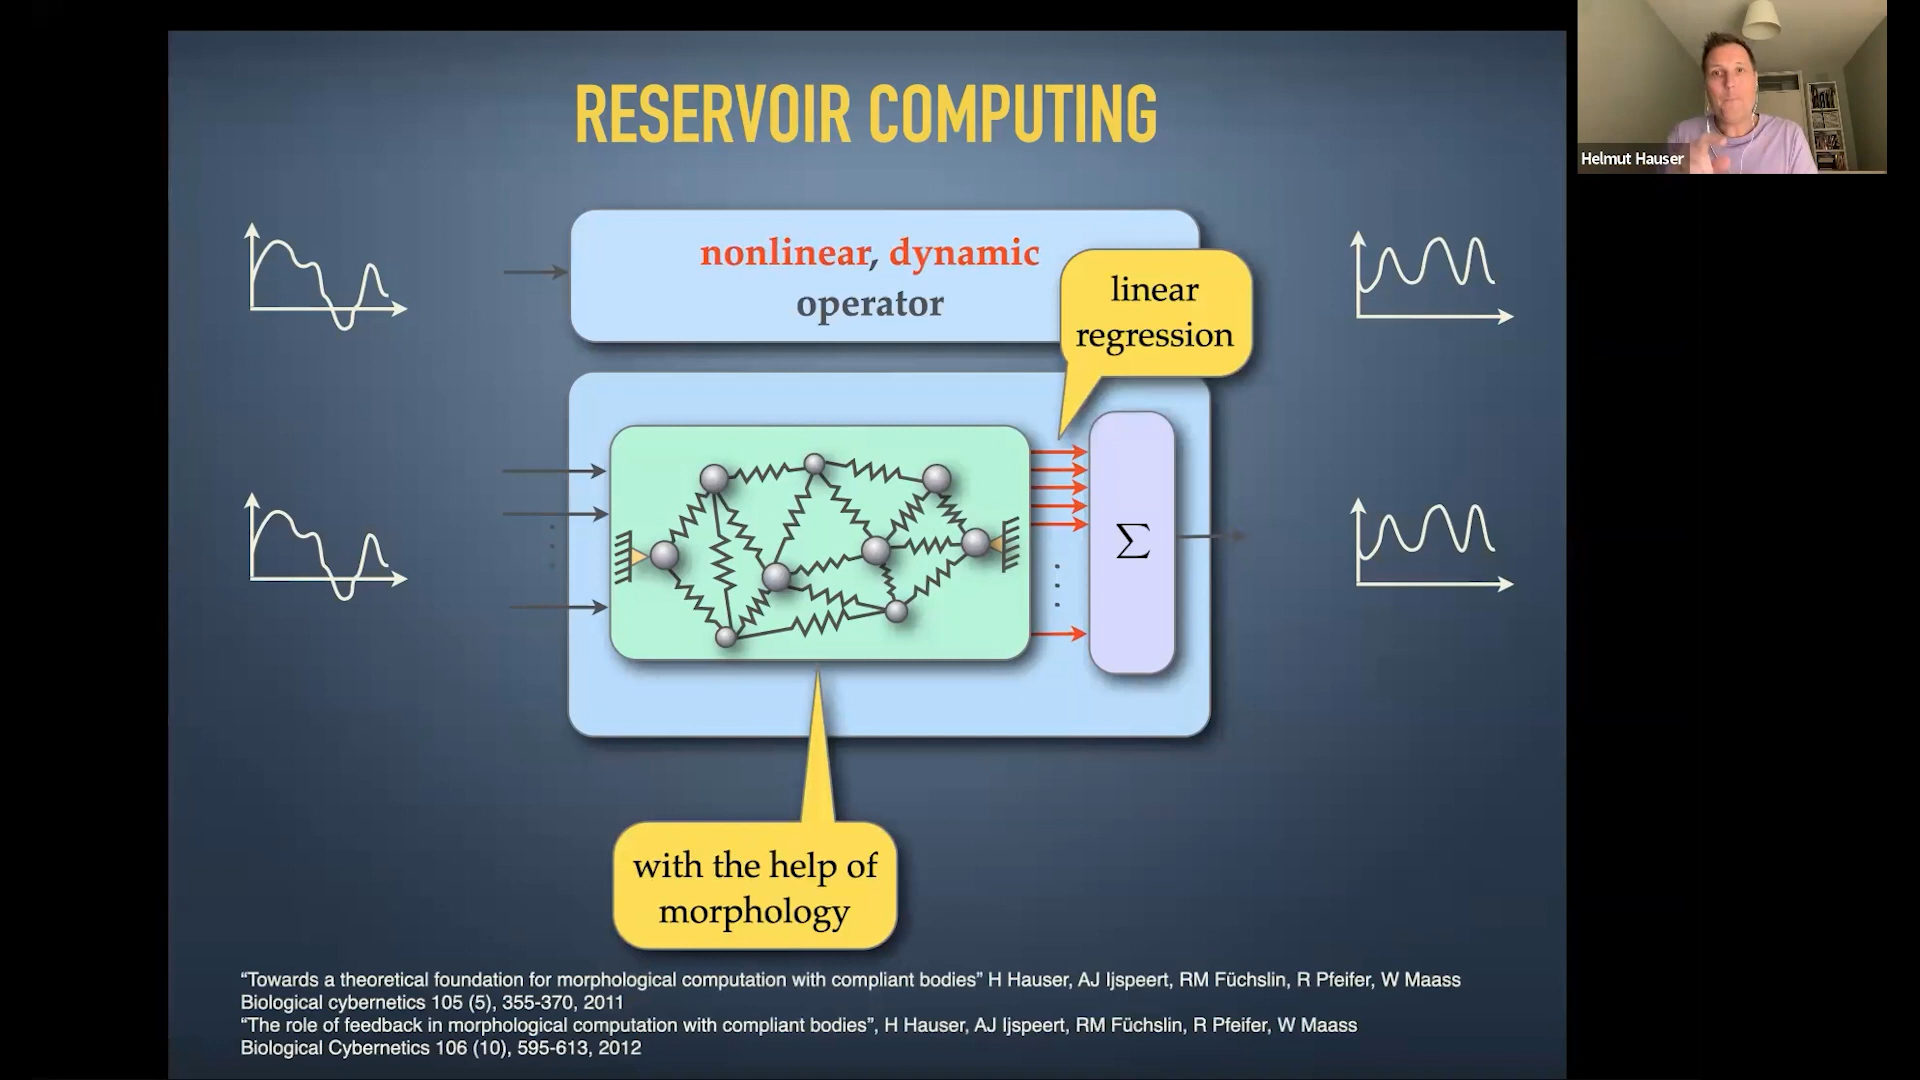 RESERVOIR COMPUTING
Helmut Hauser
nonlinear, dynamic
operator
linear
regression
Σ
with the help of
morphology
“Towards a theoretical foundation for morphological computation with compliant bodies” H Hauser, AJ Ijspeert, RM Füchslin, R Pfeifer, W Maass
Biological cybernetics 105 (5), 355-370, 2011
“The role of feedback in morphological computation with compliant bodies”, H Hauser, AJ Ijspeert, RM Füchslin, R Pfeifer, W Maass
Biological Cybernetics 106 (10), 595-613, 2012